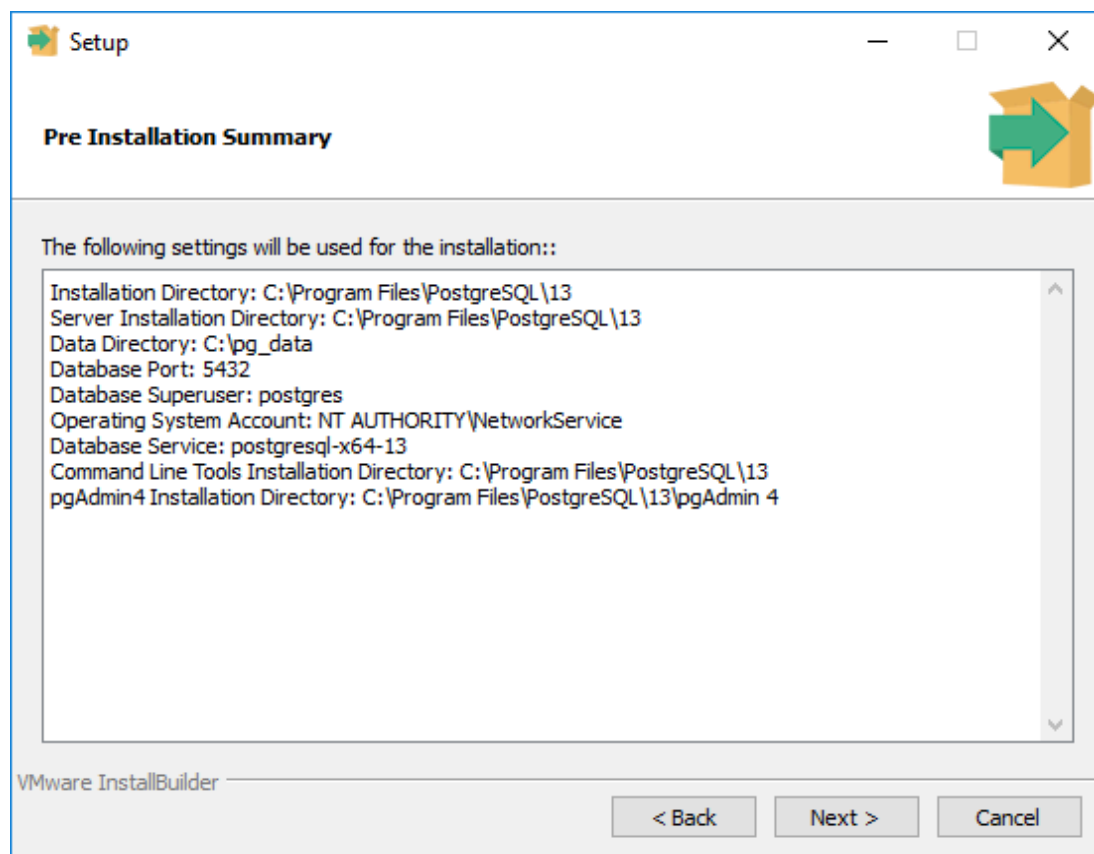 Setup
Pre Installation Summary
The following settings will be used for the installation::
Installation Directory: C:\Program Files\PostgreSQL\13
Server Installation Directory: C:\Program Files\PostgreSQL\13
Data Directory: C:\pg_data
Database Port: 5432
Database Superuser: postgres
Operating System Account: NT AUTHORITY\NetworkService
Database Service: postgresql-x64-13
Command Line Tools Installation Directory: C:\Program Files\PostgreSQL\13
pgAdmin4 Installation Directory: C:\Program Files\PostgreSQL\13\pgAdmin 4
VMware InstallBuilder
< Back Next > Cancel